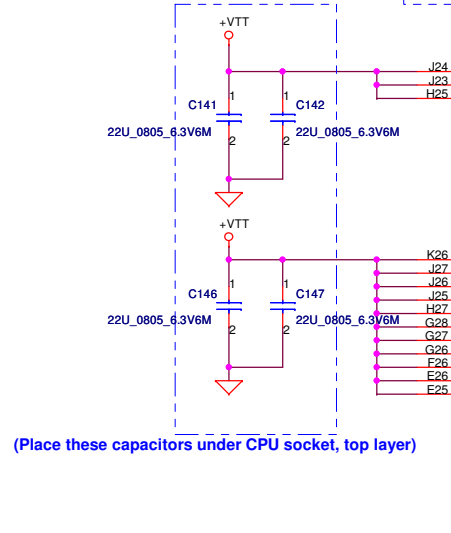 +VTT
J24
J23
H25
1
1
C141
C142
22U_0805_6.3V6M
22U_0805_6.3V6M
2
2
+VTT
K26
J27
J26
J25
H27
G28
G27
G26
F26
E26
E25
1
1
C146
C147
22U_0805_6.3V6M
22U_0805_6.3V6M
2
2
(Place these capacitors under CPU socket, top layer)